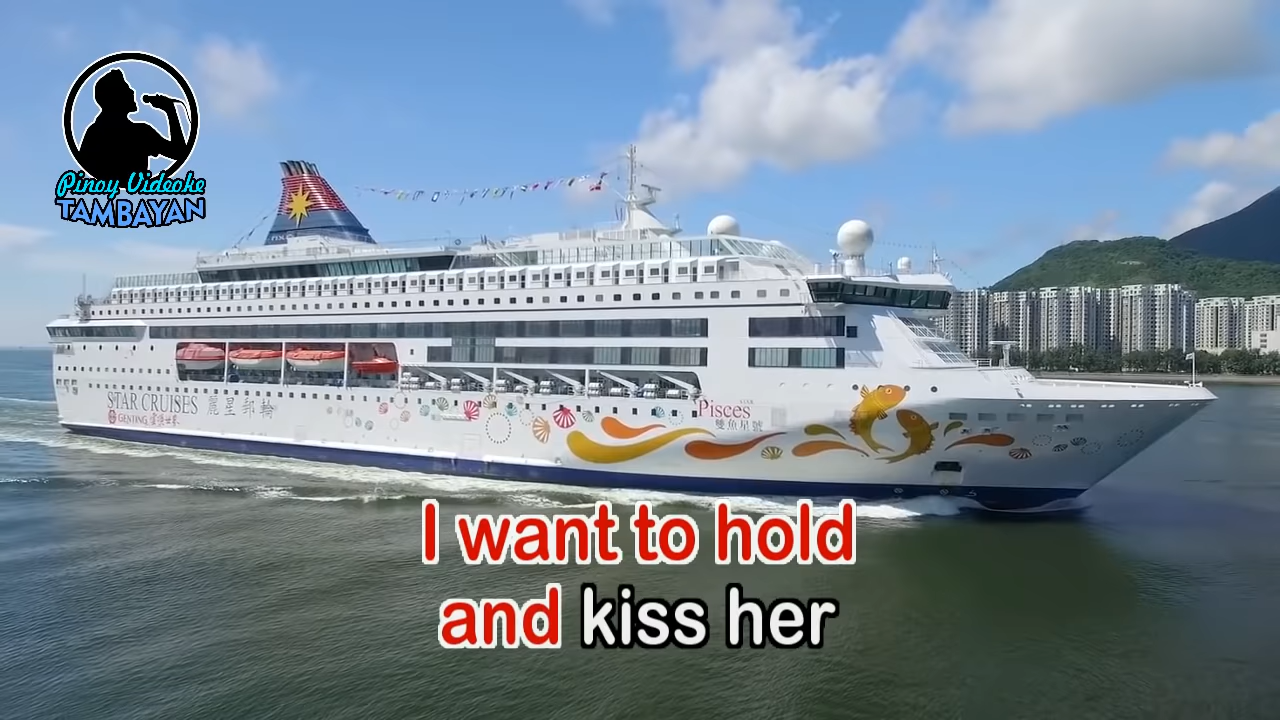 Pinoy Videoke
TAMBAYAN
STAR CRUISES 麗星郵輪
GENTING 雲頂世界
STAR
Pisces
雙魚星號
I want to hold
and kiss her